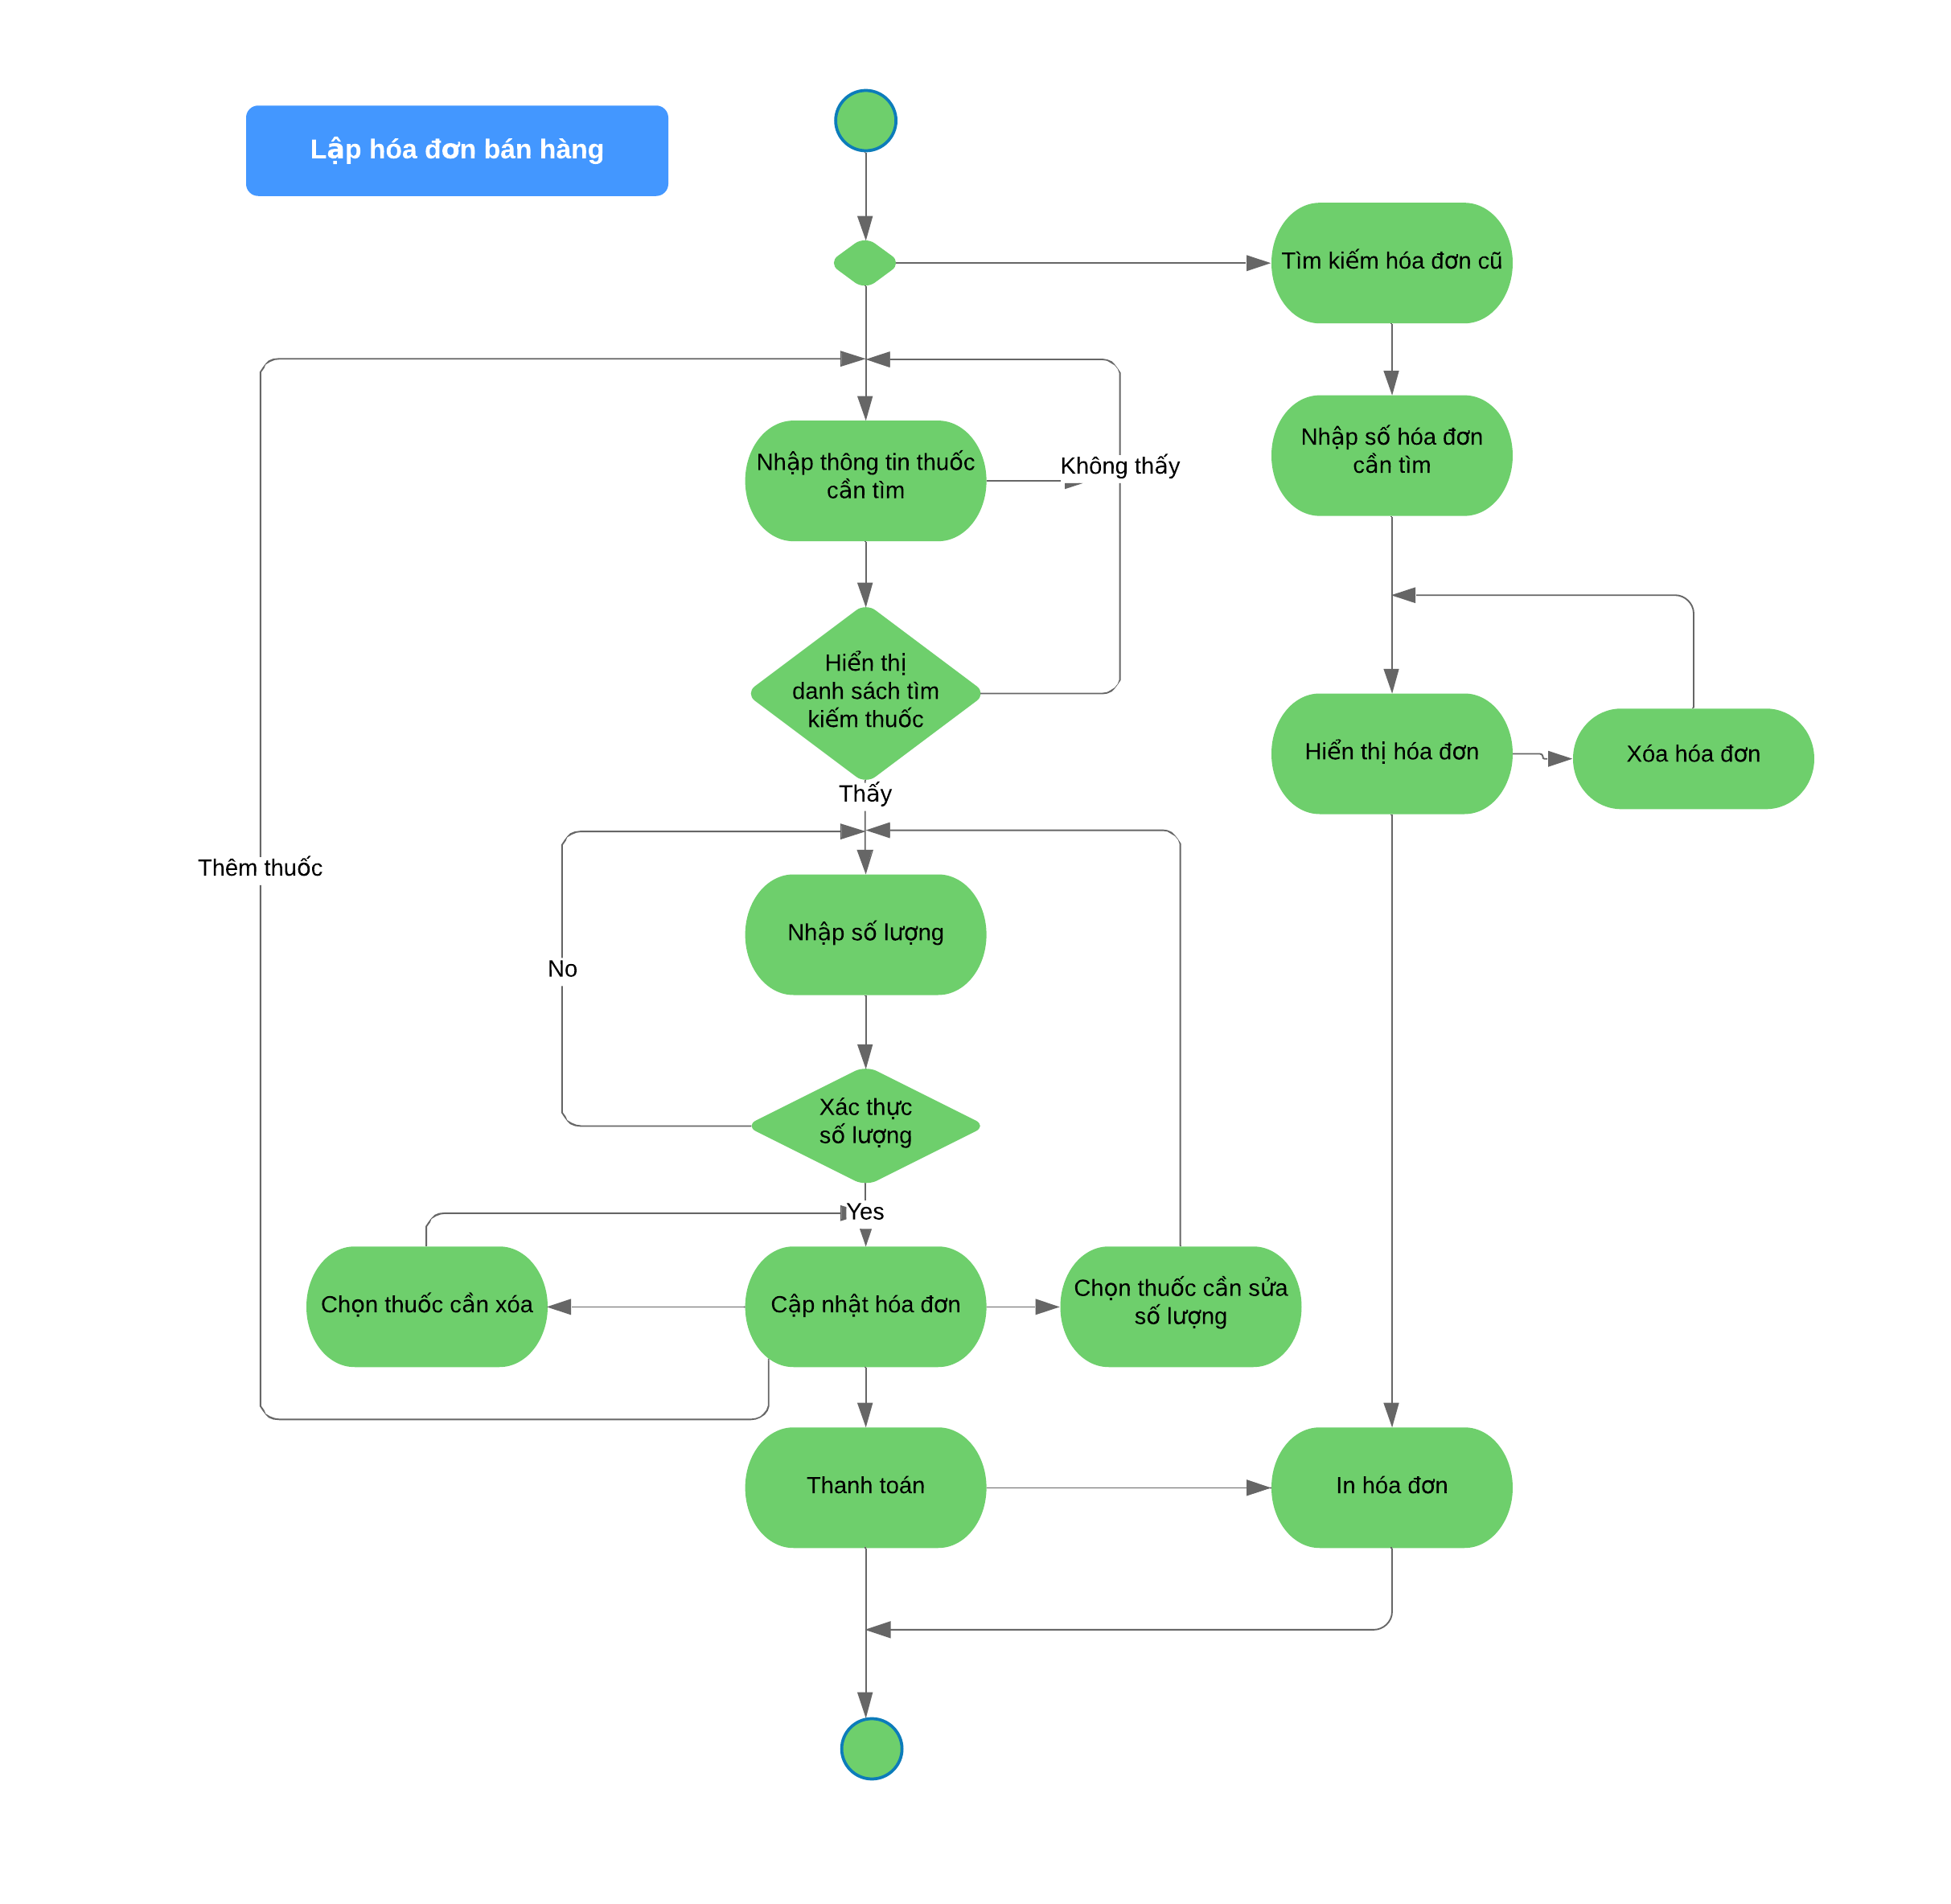 Lập hóa đơn bán hàng
Tìm kiếm hóa đơn cũ
Nhập thông tin thuốc
cần tìm
Không thấy
Nhập số hóa đơn
cần tìm
Hiển thị
danh sách tìm
kiếm thuốc
Hiển thị hóa đơn
Xóa hóa đơn
Thấy
Thêm thuốc
Nhập số lượng
No
Xác thực
số lượng
Yes
Chọn thuốc cần xóa
Cập nhật hóa đơn
Chọn thuốc cần sửa
số lượng
Thanh toán
In hóa đơn